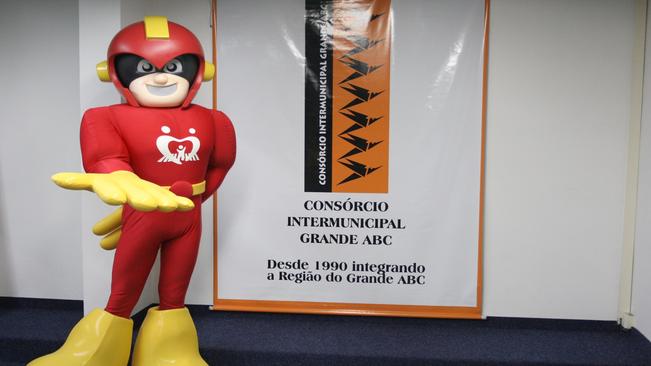 CONSÓRCIO INTERMUNICIPAL GRANDE ABC
CONSÓRCIO
INTERMUNICIPAL
GRANDE ABC
Desde 1990 integrando
a Região do Grande ABC